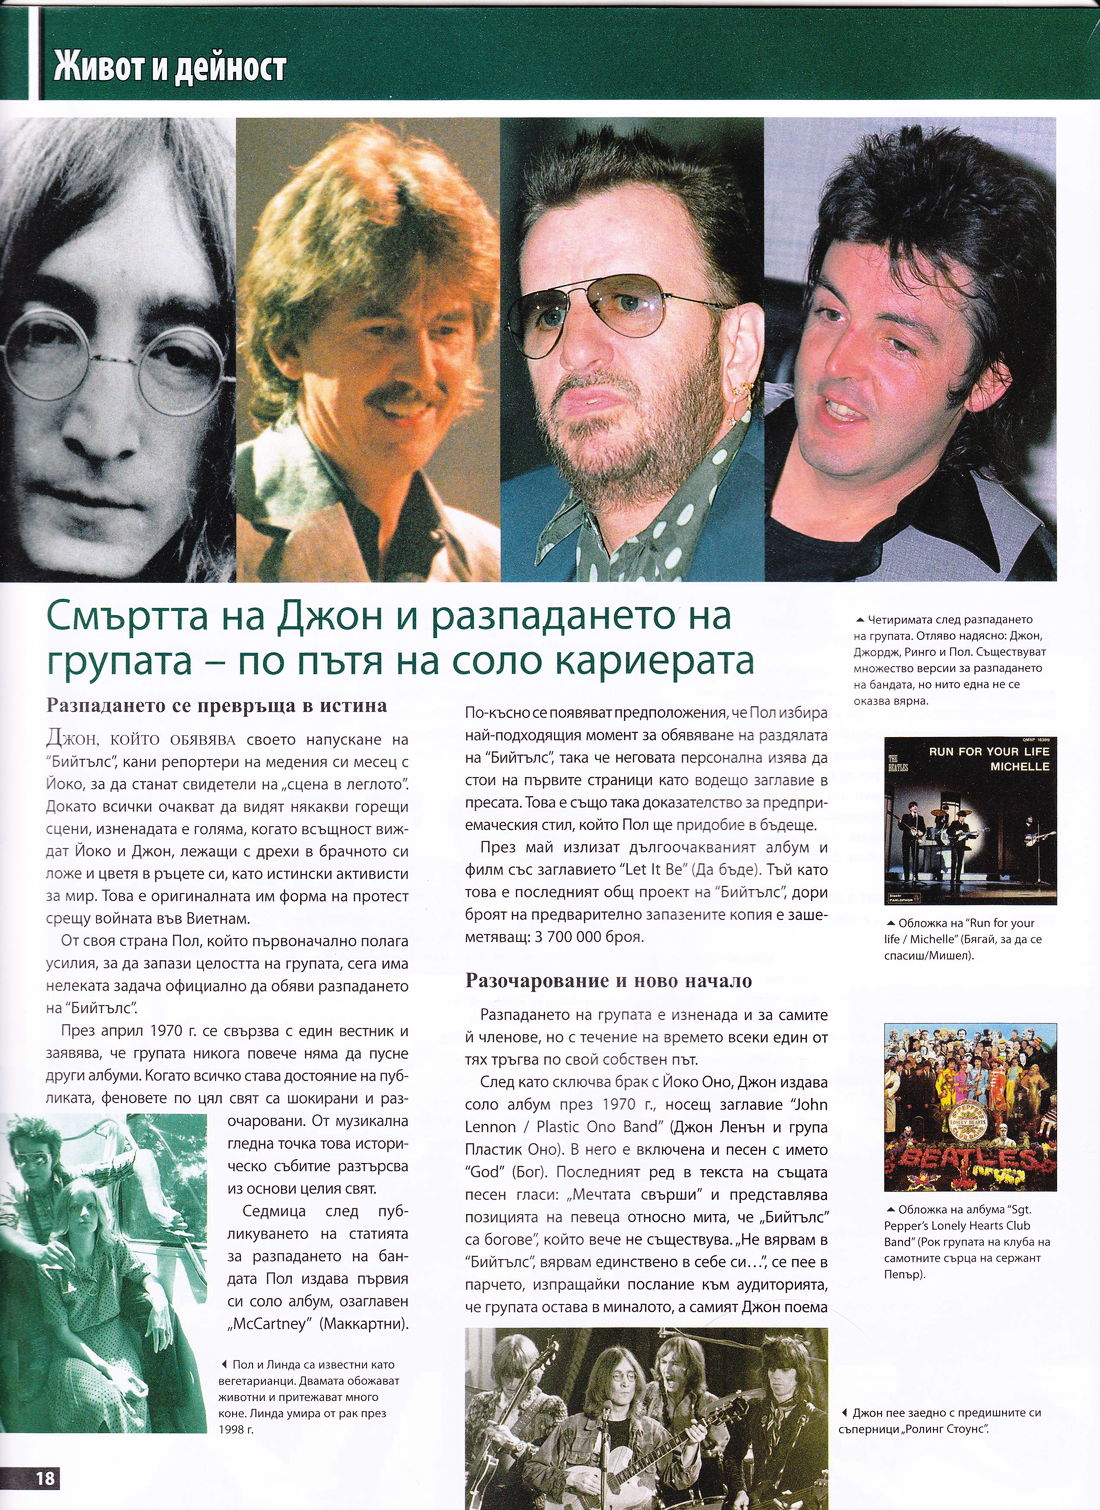 Живот и дейност
Смъртта на Джон и разпадането на
групата – по пътя на соло кариерата
Разпадането се превръща в истина
Джон, който обявява своето напускане на
“Бийтълс”, кани репортери на медения си месец с
Йоко, за да станат свидетели на „сцена в леглото”.
Докато всички очакват да видят някакви горещи
сцени, изненадата е голяма, когато всъщност виж-
дат Йоко и Джон, лежащи с дрехи в брачното си
ложе и цветя в ръцете си, като истински активисти
за мир. Това е оригиналната им форма на протест
срещу войната във Виетнам.
От своя страна Пол, който първоначално полага
усилия, за да запази целостта на групата, сега има
нелеката задача официално да обяви разпадането
на “Бийтълс”.
През април 1970 г. се свързва с един вестник и
заявява, че групата никога повече няма да пусне
други албуми. Когато всичко става достояние на пуб-
ликата, феновете по цял свят са шокирани и раз-
очаровани. От музикална
гледна точка това истори-
ческо събитие разтърсва
из основи целия свят.
Седмица след пуб-
ликуването на статията
за разпадането на бан-
дата Пол издава първия
си соло албум, озаглавен
„McCartney” (Маккартни).
Пол и Линда са известни като
вегетарианци. Двамата обожават
животни и притежават много
коне. Линда умира от рак през
1998 г.
По-късно се появяват предположения, че Пол избира
най-подходящия момент за обявяване на раздялата
на “Бийтълс”, така че неговата персонална изява да
стои на първите страници като водещо заглавие в
пресата. Това е също така доказателство за предпри-
емаческия стил, който Пол ще придобие в бъдеще.
През май излизат дългоочакваният албум и
филм със заглавието “Let It Be” (Да бъде). Тъй като
това е последният общ проект на “Бийтълс”, дори
броят на предварително запазените копия е заше-
метяващ: 3 700 000 броя.
Разочарование и ново начало
Разпадането на групата е изненада и за самите
й членове, но с течение на времето всеки един от
тях тръгва по свой собствен път.
След като сключва брак с Йоко Оно, Джон издава
соло албум през 1970 г., носещ заглавие “John
Lennon / Plastic Ono Band” (Джон Ленън и група
Пластик Оно). В него е включена и песен с името
“God” (Бог). Последният ред в текста на същата
песен гласи: „Мечтата свърши” и представлява
позицията на певеца относно мита, че „Бийтълс”
са богове”, който вече не съществува. „Не вярвам в
“Бийтълс”, вярвам единствено в себе си…”, се пее в
парчето, изпращайки послание към аудиторията,
че групата остава в миналото, а самият Джон поема
Четиримата след разпадането
на групата. Отляво надясно: Джон,
Джордж, Ринго и Пол. Съществуват
множество версии за разпадането
на бандата, но нито една не се
оказва вярна.
THE
BEATLES
RUN FOR YOUR LIFE
MICHELLE
PARLOPHON
Обложка на “Run for your
life / Michelle” (Бягай, за да се
спасиш/Мишел).
LONELY HEARTS
BEATLES
Обложка на албума “Sgt.
Pepper’s Lonely Hearts Club
Band” (Рок групата на клуба на
самотните сърца на сержант
Пепър).
Джон пее заедно с предишните си
съперници „Ролинг Стоунс”.
18